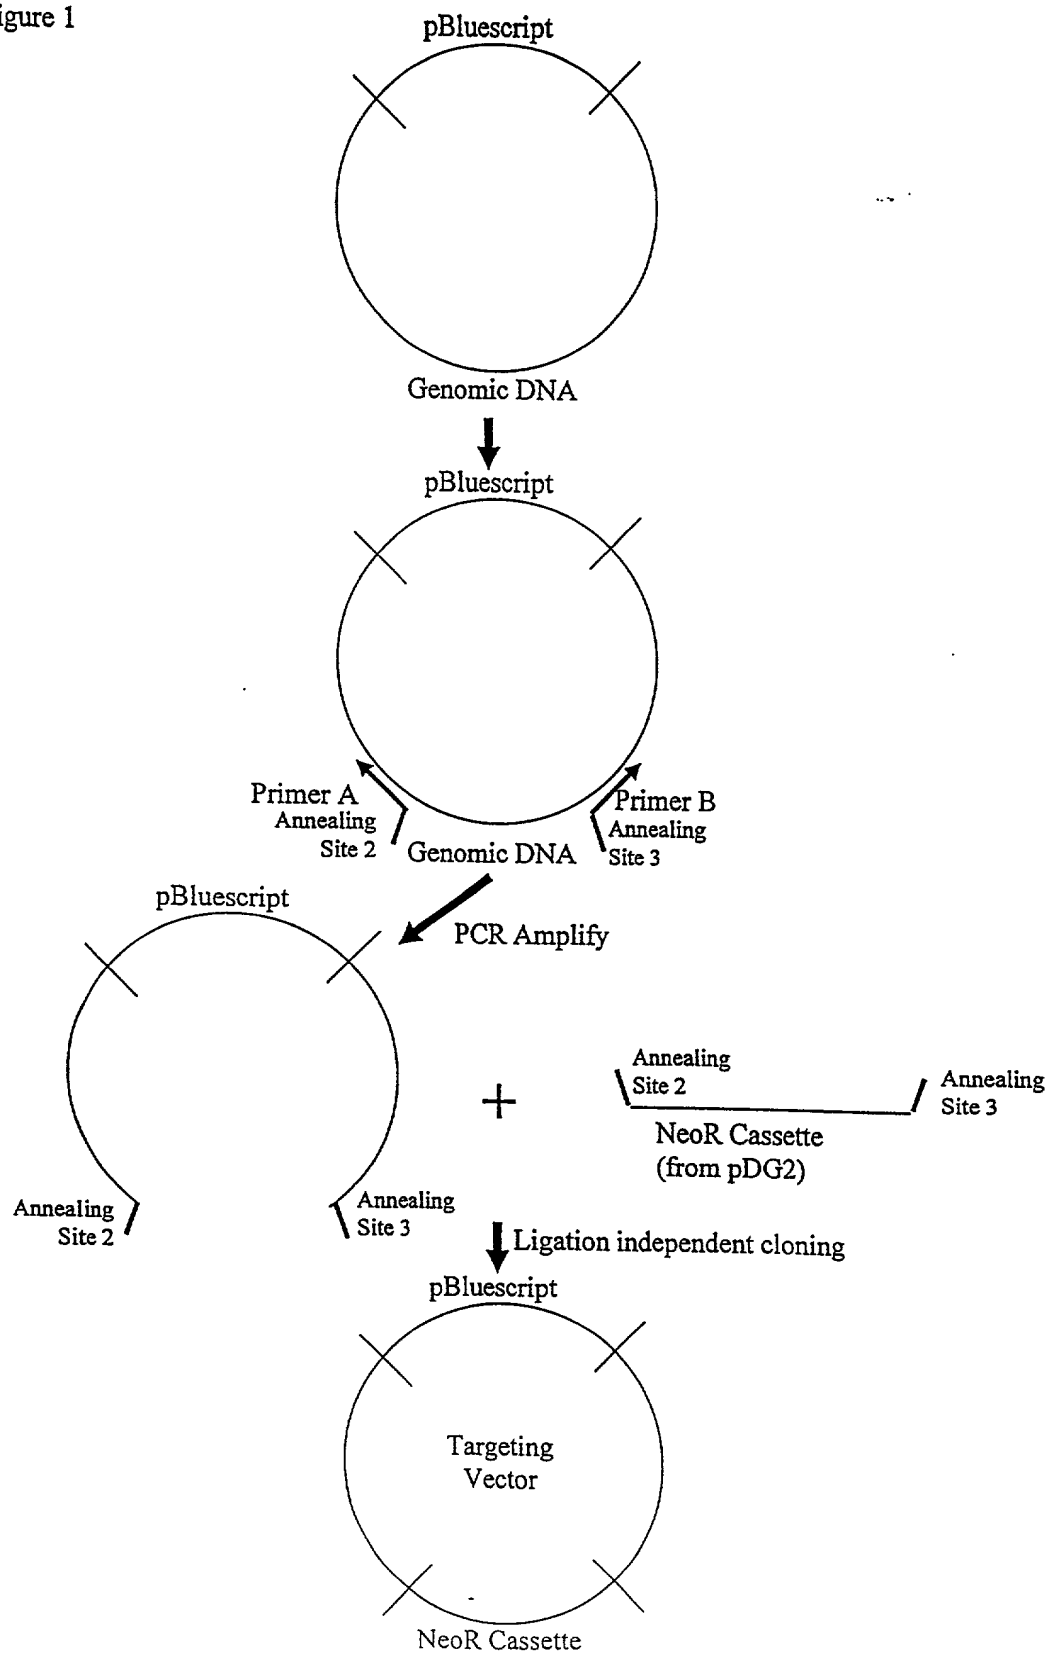 igure 1
pBluescript
Genomic DNA
pBluescript
Primer A
Annealing
Site 2
Primer B
Annealing
Site 3
Genomic DNA
PCR Amplify
pBluescript
Annealing
Site 2
Annealing
Site 3
+
Annealing
Site 2
Annealing
Site 3
NeoR Cassette
(from pDG2)
Ligation independent cloning
pBluescript
Targeting
Vector
NeoR Cassette